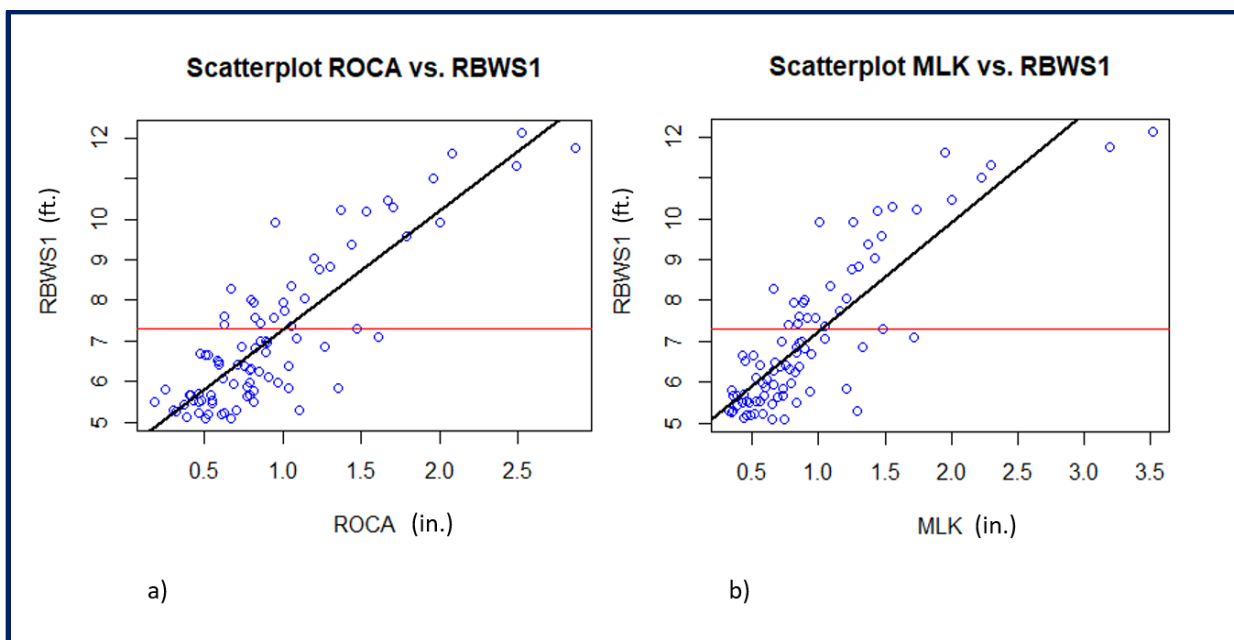 Scatterplot ROCA vs. RBWS1
RBWS1 (ft.)
12
10
9
8
7
6
5
0.5 1.0 1.5 2.0 2.5
ROCA (in.)
a)
Scatterplot MLK vs. RBWS1
RBWS1 (ft.)
12
10
9
8
7
6
5
0.5 1.0 1.5 2.0 2.5 3.0 3.5
MLK (in.)
b)